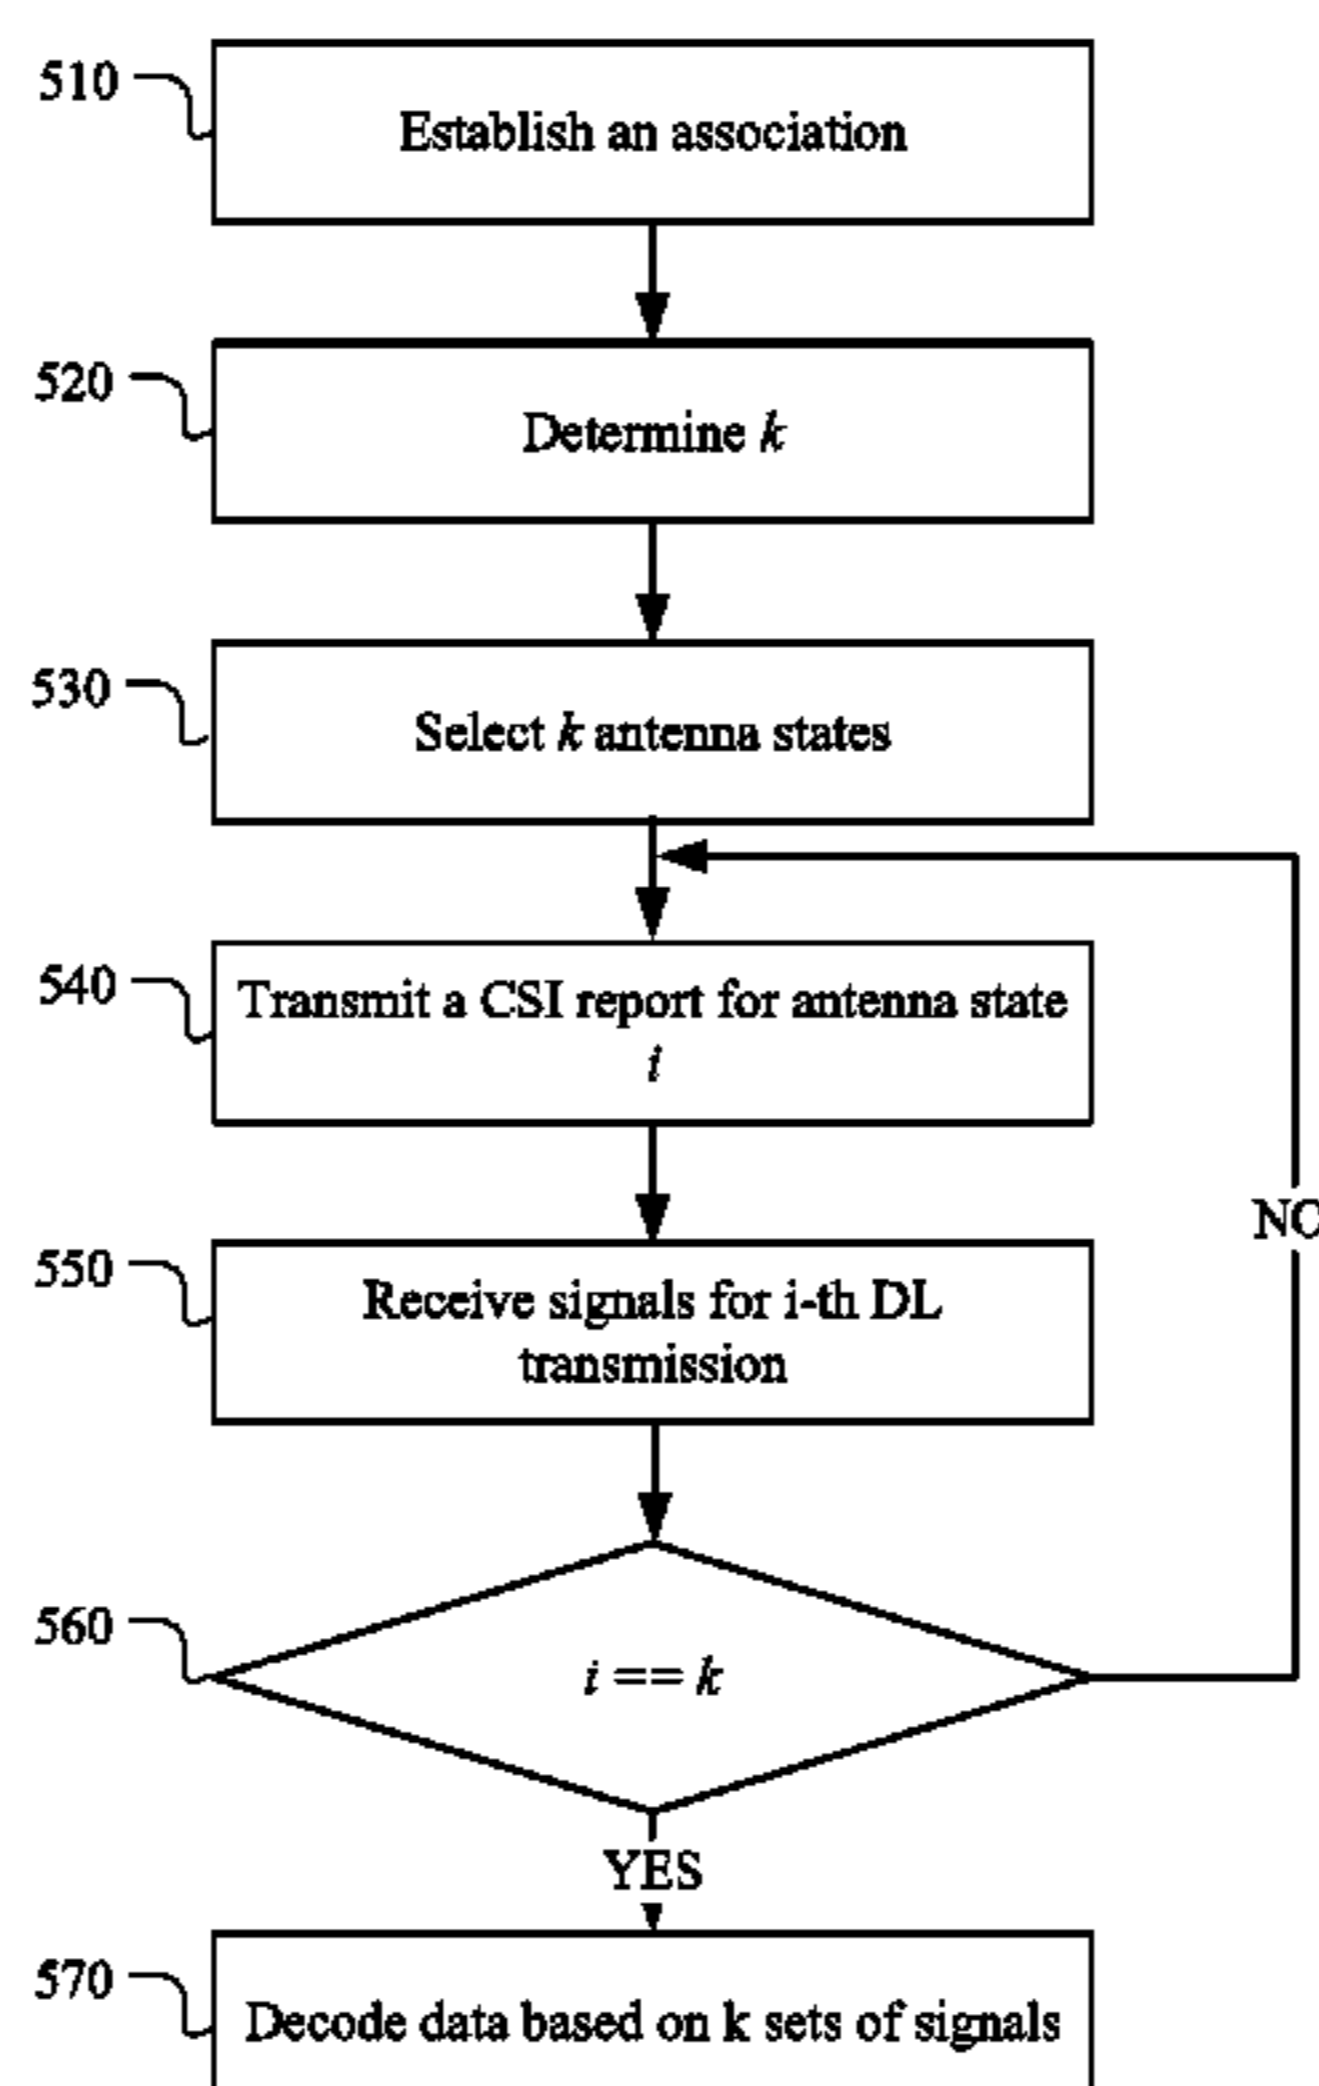 510
Establish an association
520
Determine k
530
Select k antenna states
540
Transmit a CSI report for antenna state
i
550
Receive signals for i-th DL
transmission
NO
560
i == k
YES
570
Decode data based on k sets of signals